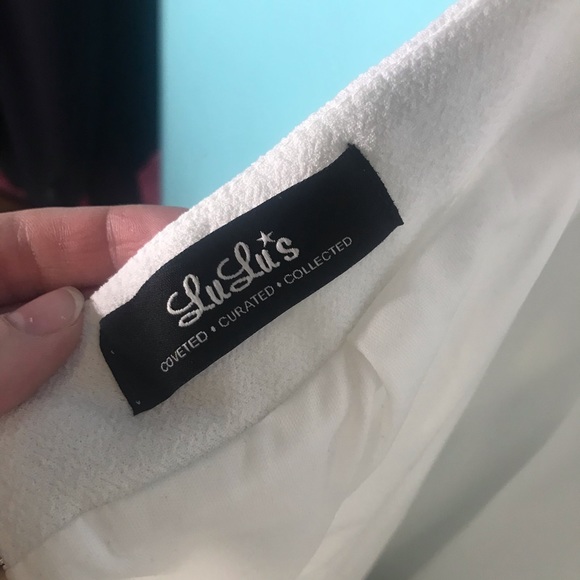 LuLu's
COVETED • CURATED • COLLECTED